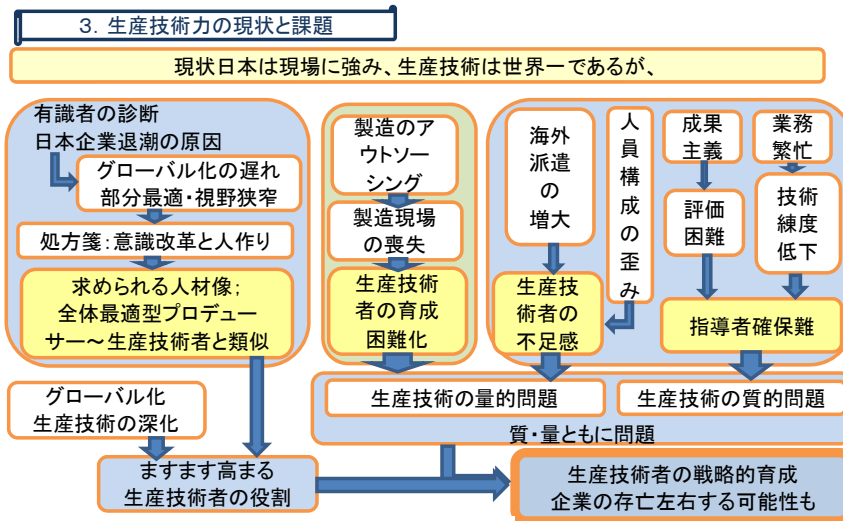 3．生産技術力の現状と課題
現状日本は現場に強み、生産技術は世界一であるが、
有識者の診断
日本企業退潮の原因
グローバル化の遅れ
部分最適・視野狭窄
処方箋：意識改革と人作り
求められる人材像；
全体最適型プロデュー
サー～生産技術者と類似
製造のア
ウトソー
シング
製造現場
の喪失
生産技術
者の育成
困難化
海外
派遣
の
増大
生産技
術者の
不足感
人員構成の歪み
成果
主義
評価
困難
業務
繁忙
技術
練度
低下
指導者確保難
生産技術の量的問題
生産技術の質的問題
質・量ともに問題
グローバル化
生産技術の深化
ますます高まる
生産技術者の役割
生産技術者の戦略的育成
企業の存亡左右する可能性も